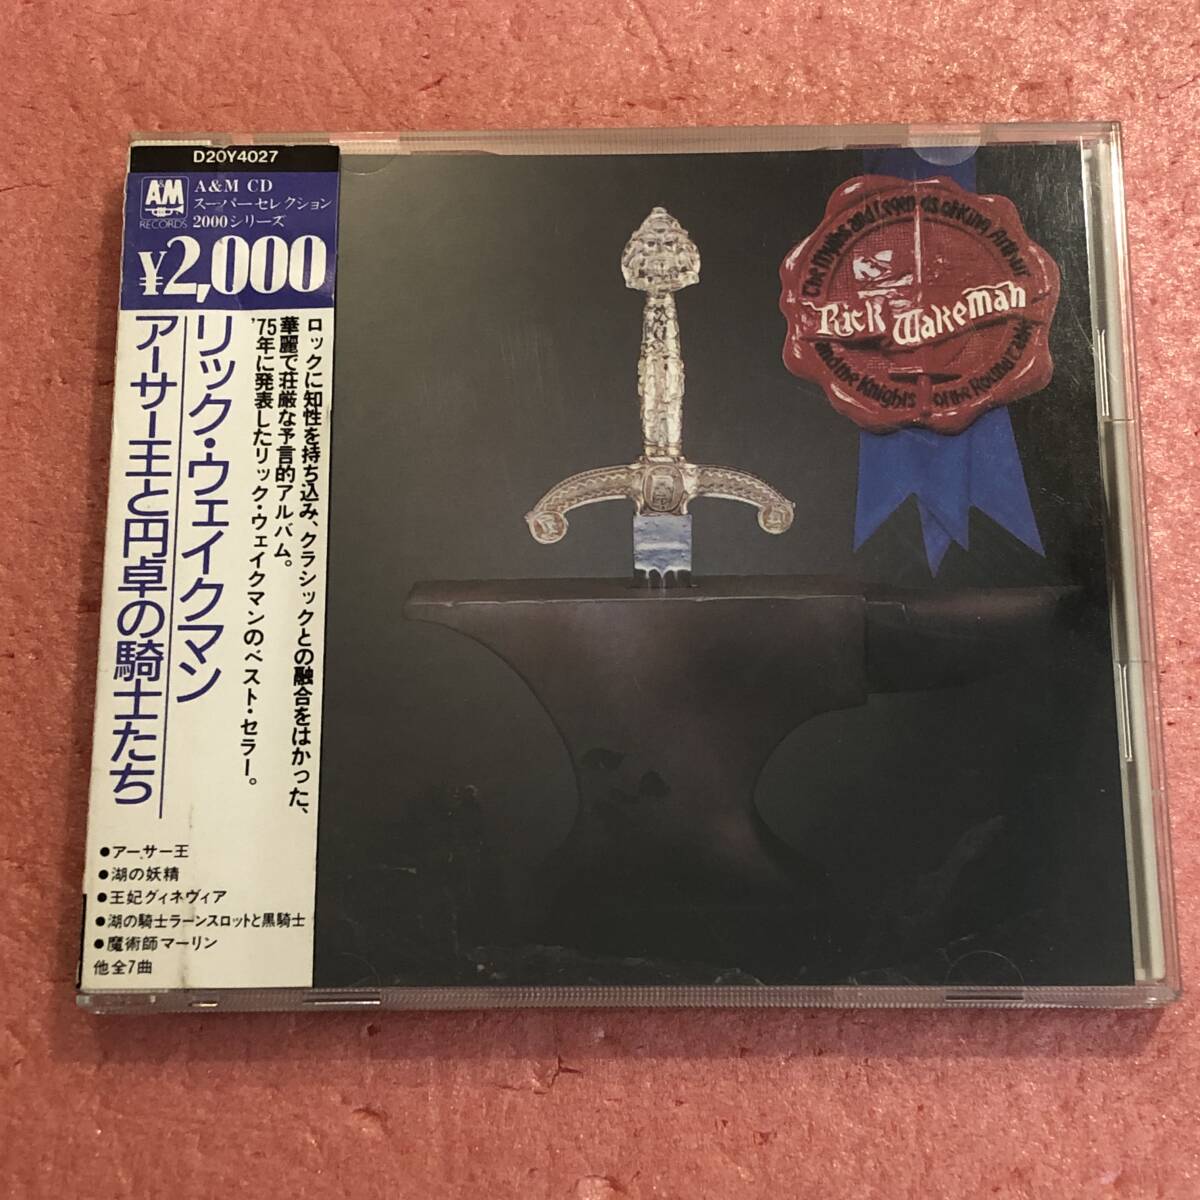 D20Y4027
A&M
RECORDS
A&M CD
スーパーセレクション
2000シリーズ
¥2,000
リック・ウェイクマン
アーサー王と円卓の騎士たち
ロックに知性を持ち込み、クラシックとの融合をはかった、
華麗で荘厳な予言的アルバム。
'75年に発表したリック・ウェイクマンのベスト・セラー。
●アーサー王
●湖の妖精
●王妃グィネヴィア
●湖の騎士ラーンスロットと黒騎士
●魔術師マーリン
他全7曲
The Myths and Legends of King Arthur
Rick Wakeman
and the Knights of the Round Table